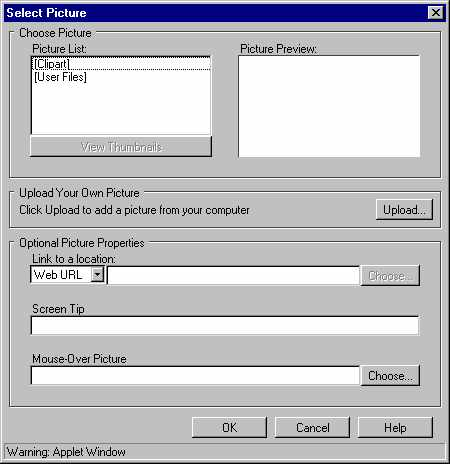 Select Picture
Choose Picture
Picture List:
Picture Preview:
[Clipart]
[User Files]
View Thumbnails
Upload Your Own Picture
Click Upload to add a picture from your computer
Upload...
Optional Picture Properties
Link to a location:
Web URL
Choose...
Screen Tip
Mouse-Over Picture
Choose...
OK
Cancel
Help
Warning: Applet Window